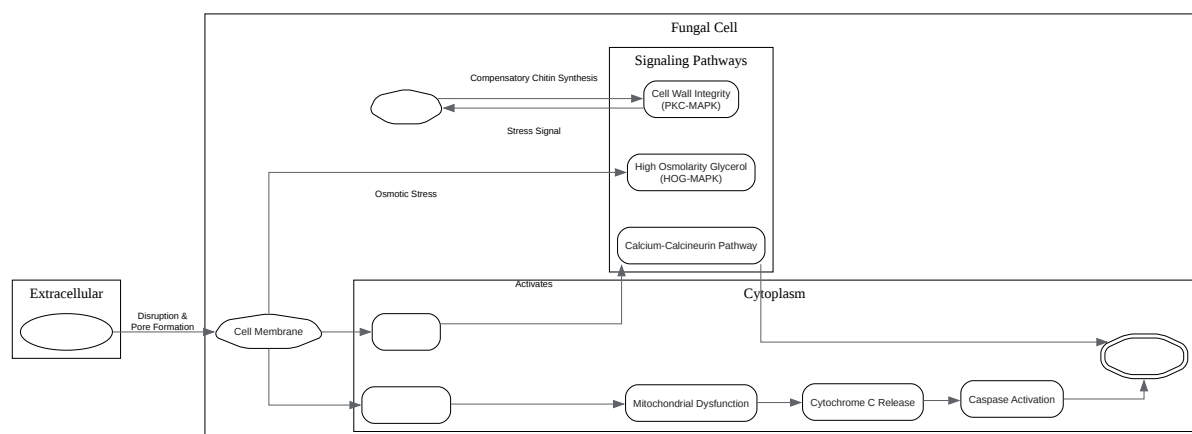 Fungal Cell
Signaling Pathways
Compensatory Chitin Synthesis
Cell Wall Integrity
(PKC-MAPK)
Stress Signal
High Osmolarity Glycerol
(HOG-MAPK)
Osmotic Stress
Calcium-Calcineurin Pathway
Activates
Extracellular
Cytoplasm
Disruption &
Pore Formation
Cell Membrane
Mitochondrial Dysfunction
Cytochrome C Release
Caspase Activation